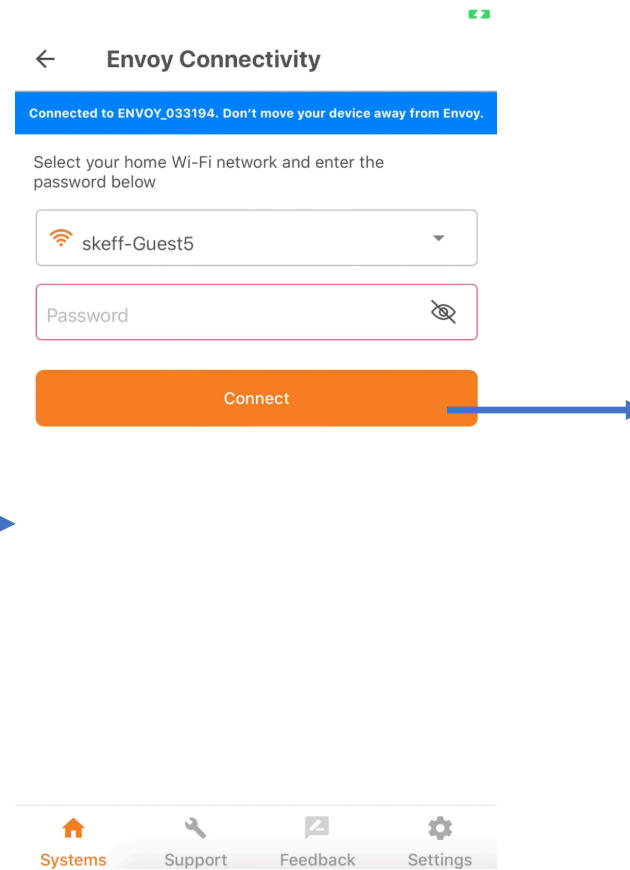 Envoy Connectivity
Connected to ENVOY_033194. Don't move your device away from Envoy.
Select your home Wi-Fi network and enter the
password below
skeff-Guest5
Password
Connect
Systems Support Feedback Settings